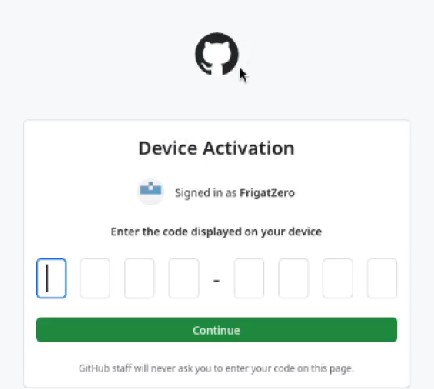 Device Activation
Signed in as FrigatZero
Enter the code displayed on your device
-
Continue
GitHub staff will never ask you to enter your code on this page.